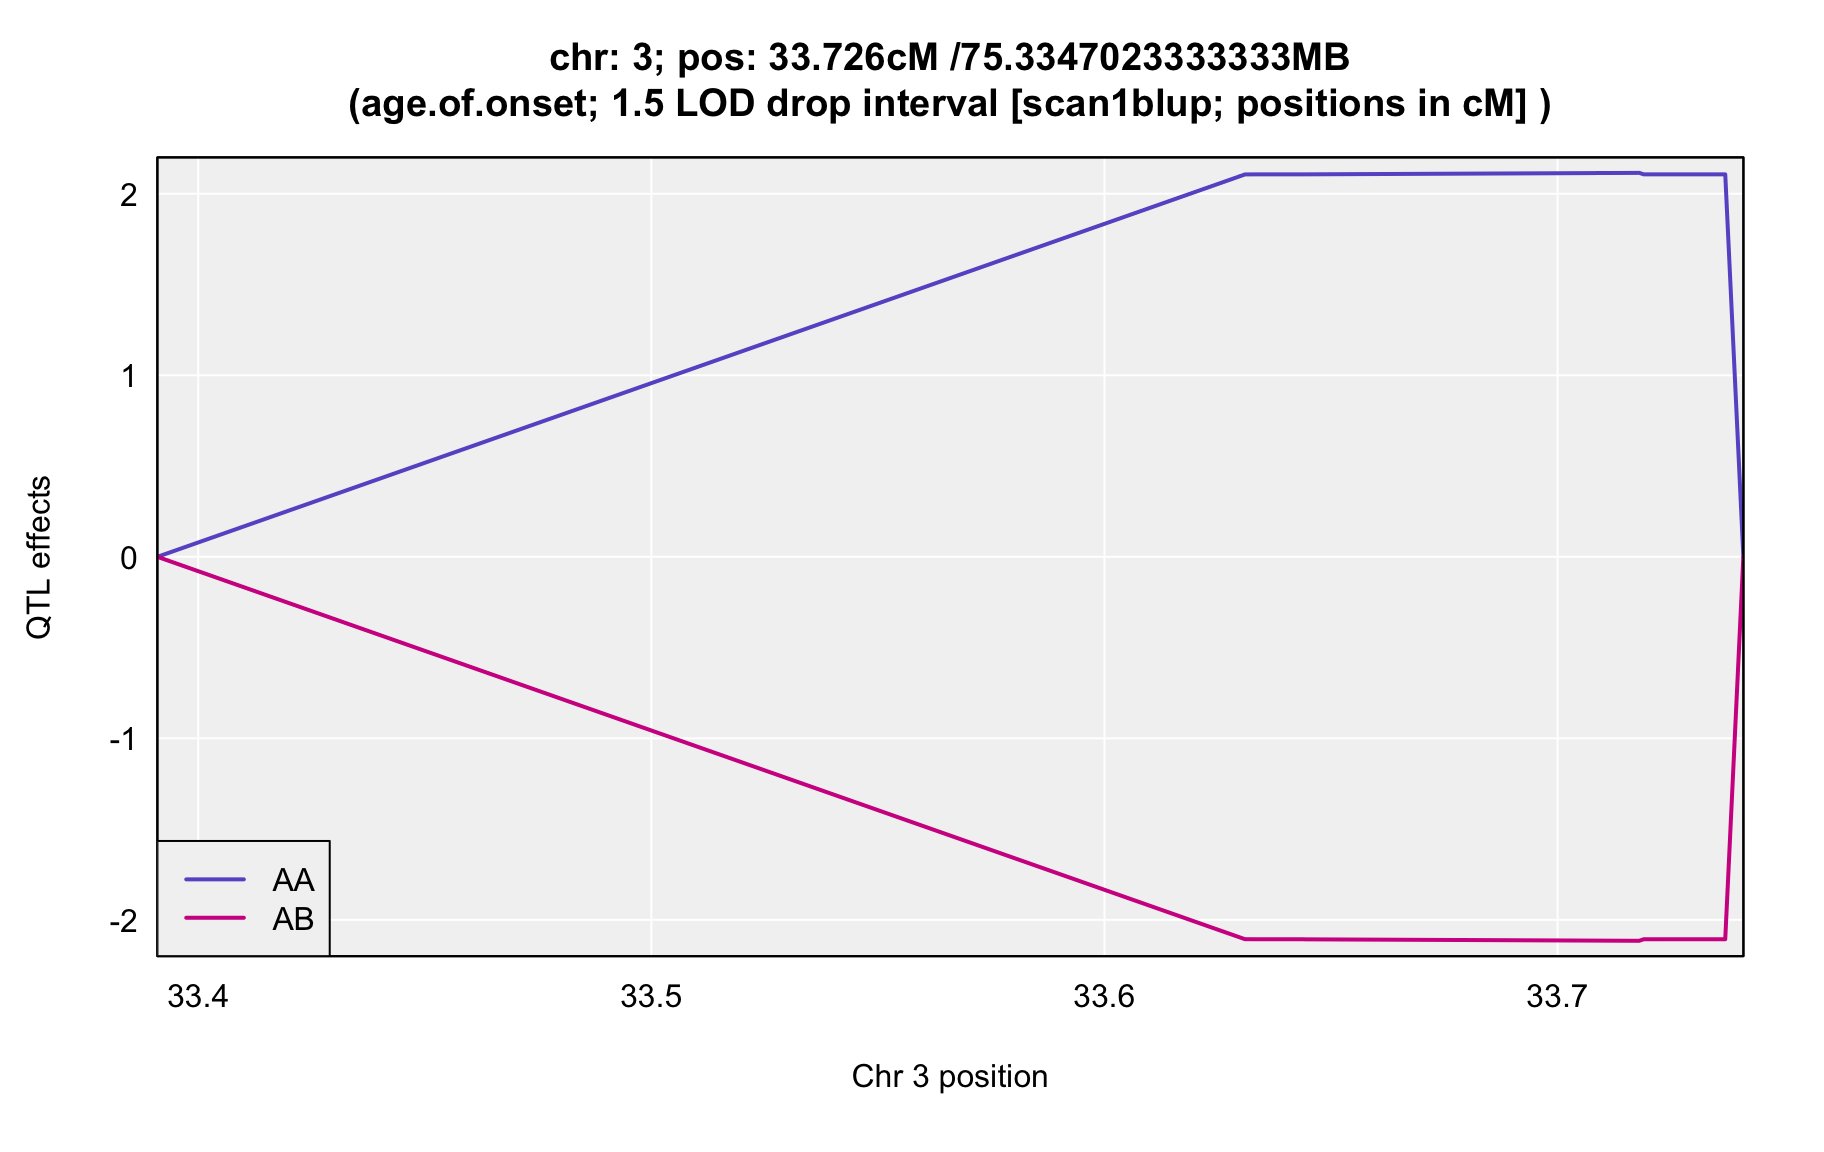 chr: 3; pos: 33.726cM /75.3347023333333MB
(age.of.onset; 1.5 LOD drop interval [scan1blup; positions in cM] )
2
1
0
-1
-2
QTL effects
AA
AB
33.4 33.5 33.6 33.7
Chr 3 position